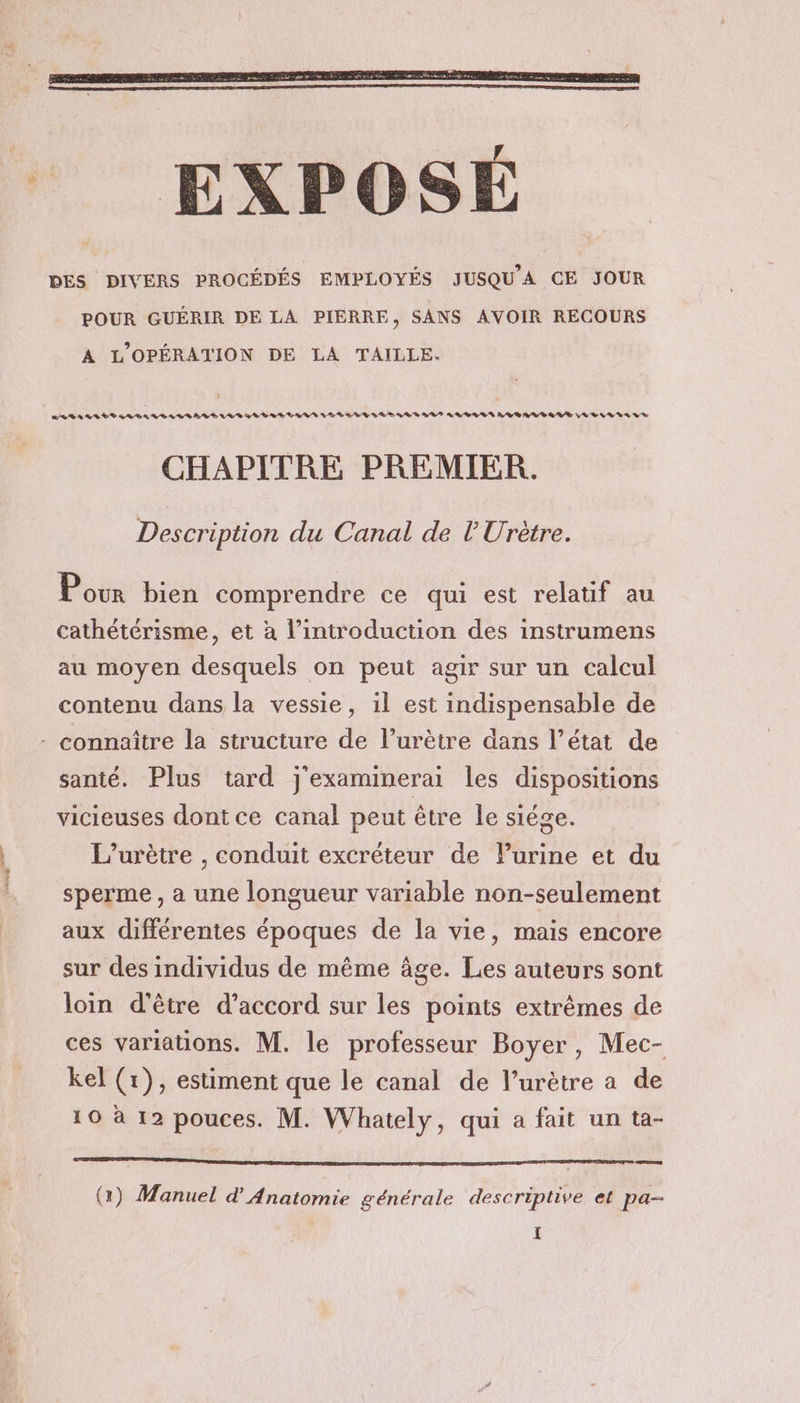 EXPOSÉ
DES DIVERS PROCÉDÉS EMPLOYÉS JUSQU'A CE JOUR
POUR GUÉRIR DE LA PIERRE, SANS AVOIR RECOURS
A L'OPÉRATION DE LA TAILLE.
CHAPITRE PREMIER.
Description du Canal de l'Urètre.
Pour bien comprendre ce qui est relatif au
cathétérisme, et à l'introduction des instrumens
au moyen desquels on peut agir sur un calcul
contenu dans la vessie, il est indispensable de
connaître la structure de l'urètre dans l'état de
santé. Plus tard j'examinerai les dispositions
vicieuses dont ce canal peut être le siége.
L'urètre, conduit excréteur de l'urine et du
sperme, a une longueur variable non-seulement
aux différentes époques de la vie, mais encore
sur des individus de même âge. Les auteurs sont
loin d'être d'accord sur les points extrêmes de
ces variations. M. le professeur Boyer, Mec-
kel (1), estiment que le canal de l'urètre a de
10 à 12 pouces. M. Whately, qui a fait un ta-
(1) Manuel d'Anatomie générale descriptive et pa-
1